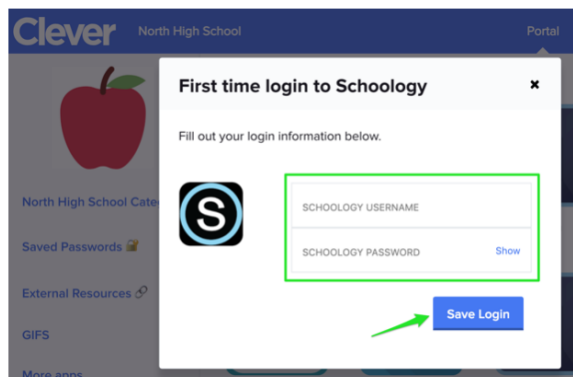 Clever
North High School
Portal
First time login to Schoology
×
Fill out your login information below.
S
SCHOOLOGY USERNAME
SCHOOLOGY PASSWORD
Show
Save Login
North High School Cate
Saved Passwords 🔐
External Resources 🔗
GIFS
More apps